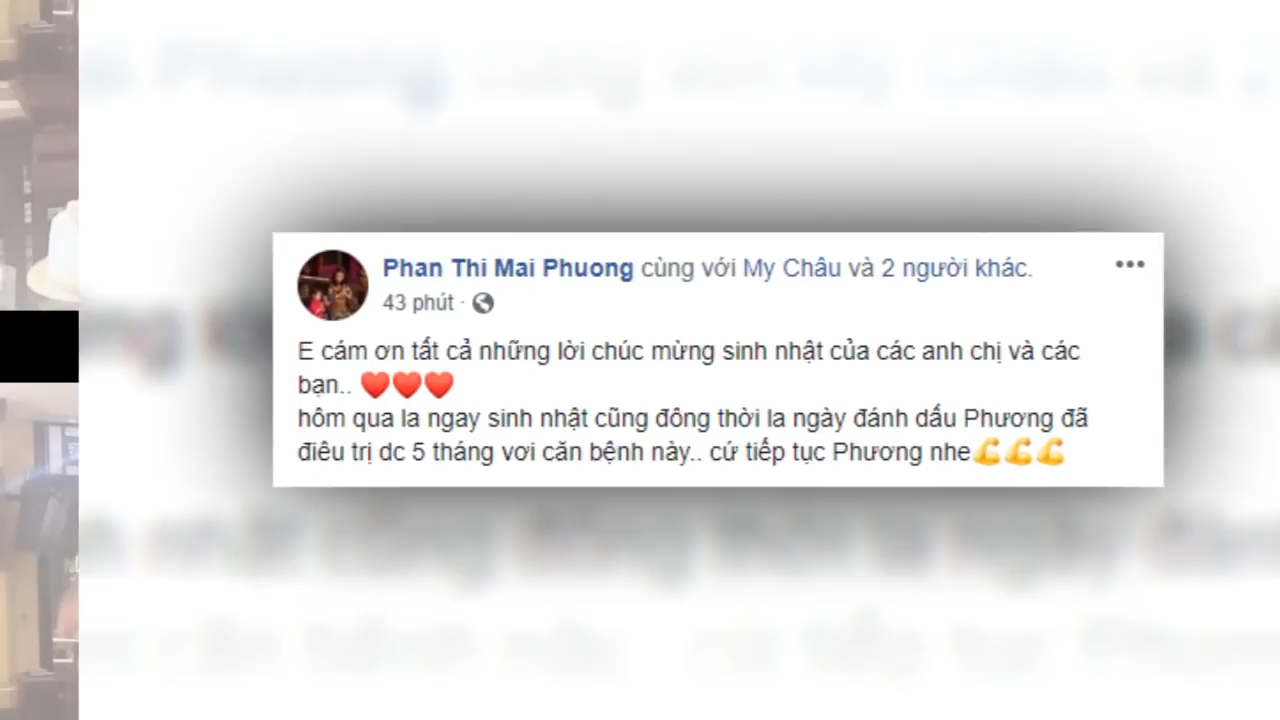 Phan Thi Mai Phuong cùng với My Châu và 2 người khác.
43 phút ·
E cám ơn tất cả những lời chúc mừng sinh nhật của các anh chị và các
bạn.. ❤️❤️❤️
hôm qua la ngay sinh nhật cũng đông thời la ngày đánh dấu Phương đã
điêu trị dc 5 tháng vơi căn bệnh này.. cứ tiếp tục Phương nhe💪💪💪